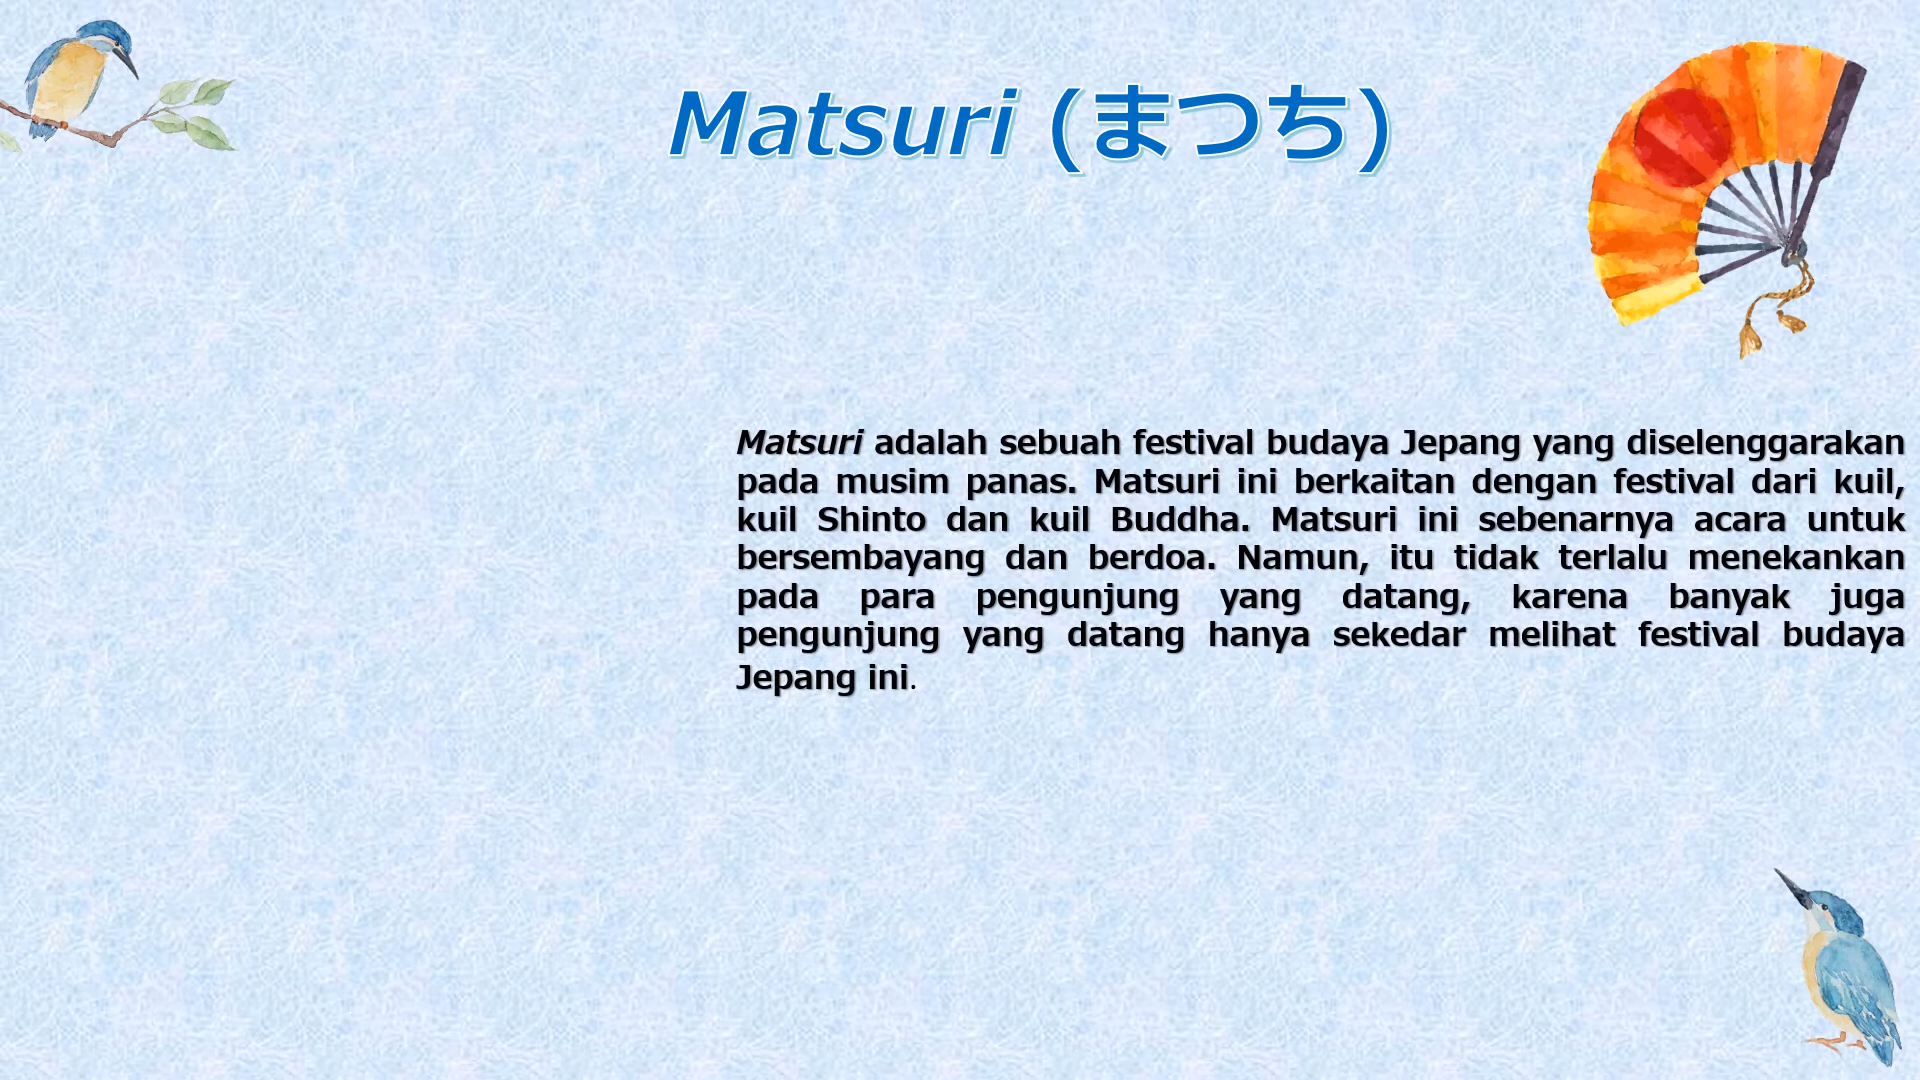 Matsuri (まつち)
Matsuri adalah sebuah festival budaya Jepang yang diselenggarakan
pada musim panas. Matsuri ini berkaitan dengan festival dari kuil,
kuil Shinto dan kuil Buddha. Matsuri ini sebenarnya acara untuk
bersembayang dan berdoa. Namun, itu tidak terlalu menekankan
pada para pengunjung yang datang, karena banyak juga
pengunjung yang datang hanya sekedar melihat festival budaya
Jepang ini.